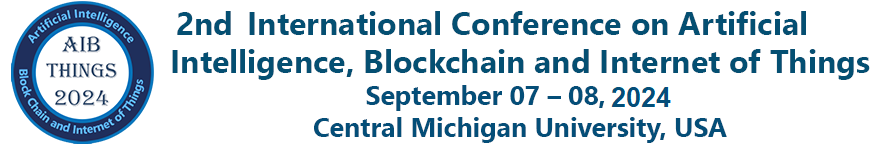 Artificial Intelligence
AIB
THINGS
2024
Block Chain and Internet of Things
2nd International Conference on Artificial
Intelligence, Blockchain and Internet of Things
September 07 – 08, 2024
Central Michigan University, USA